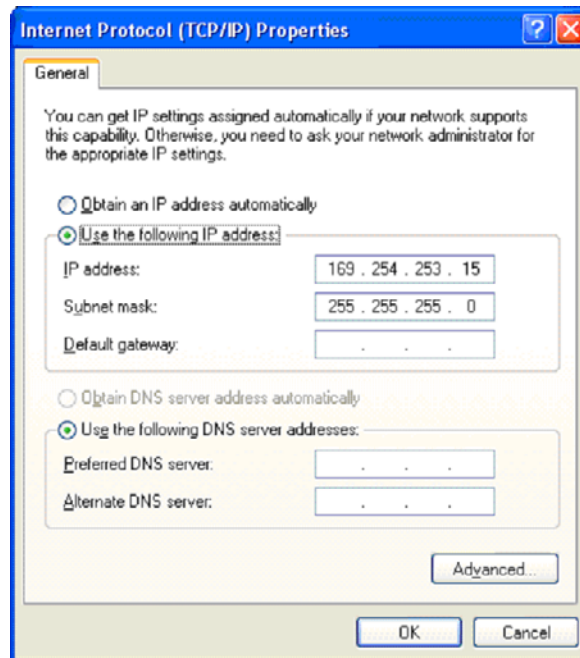 Internet Protocol (TCP/IP) Properties
General
You can get IP settings assigned automatically if your network supports
this capability. Otherwise, you need to ask your network administrator for
the appropriate IP settings.
Obtain an IP address automatically
Use the following IP address:
IP address: 169 . 254 . 253 . 15
Subnet mask: 255 . 255 . 255 . 0
Default gateway: . . .
Obtain DNS server address automatically
Use the following DNS server addresses:
Preferred DNS server: . . .
Alternate DNS server: . . .
Advanced...
OK Cancel